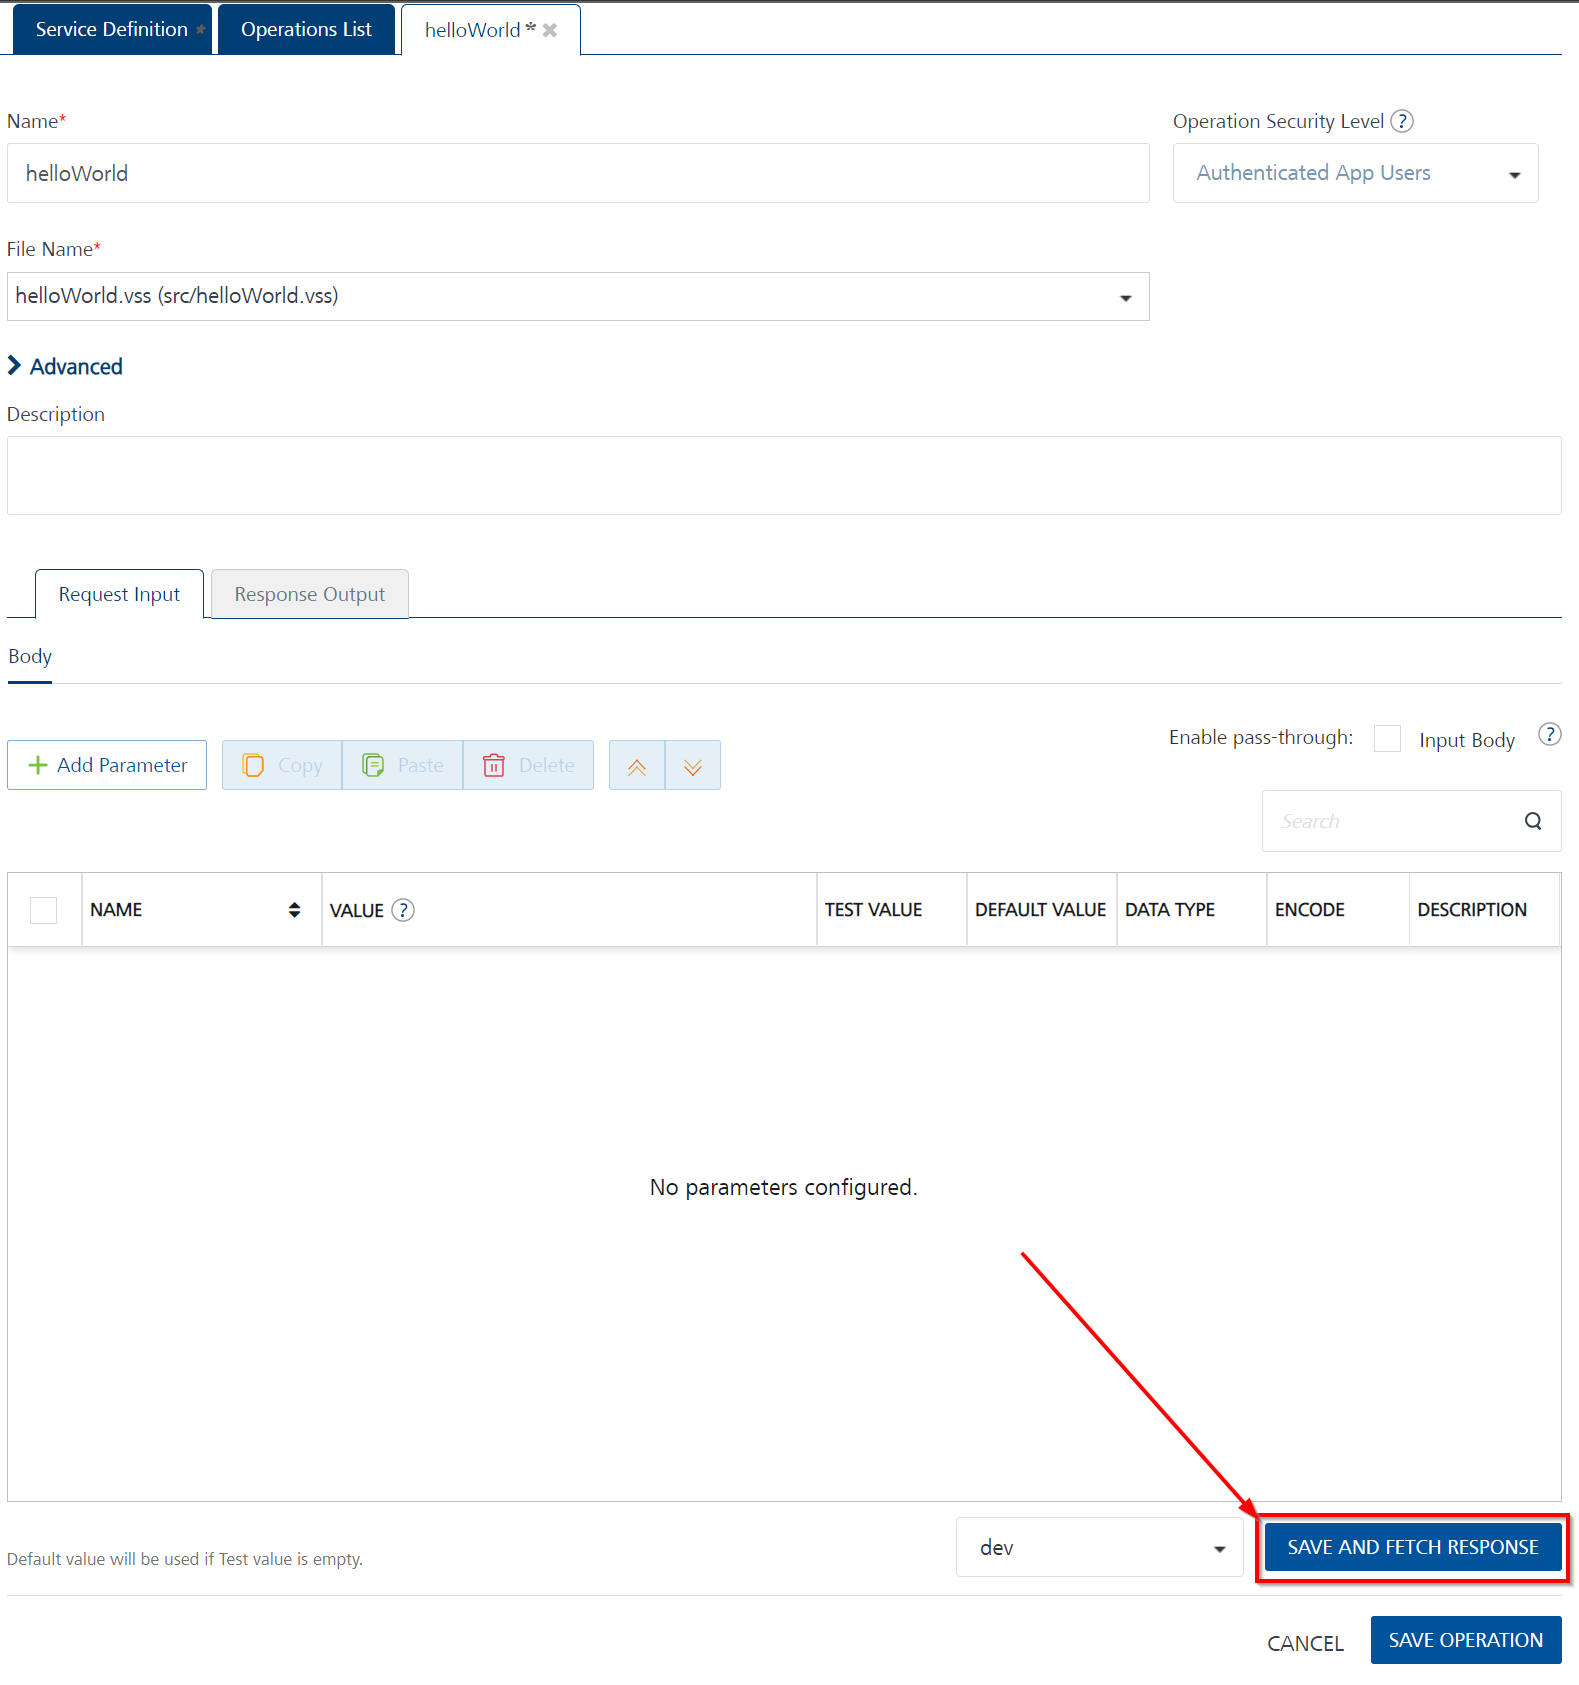 Service Definition * Operations List helloWorld * ✖
Name* Operation Security Level ?
helloWorld Authenticated App Users
File Name*
helloWorld.vss (src/helloWorld.vss)
Advanced
Description
Request Input Response Output
Body
Enable pass-through: Input Body ?
Add Parameter Copy Paste Delete
Search
NAME VALUE ? TEST VALUE DEFAULT VALUE DATA TYPE ENCODE DESCRIPTION
No parameters configured.
Default value will be used if Test value is empty. dev SAVE AND FETCH RESPONSE
CANCEL SAVE OPERATION